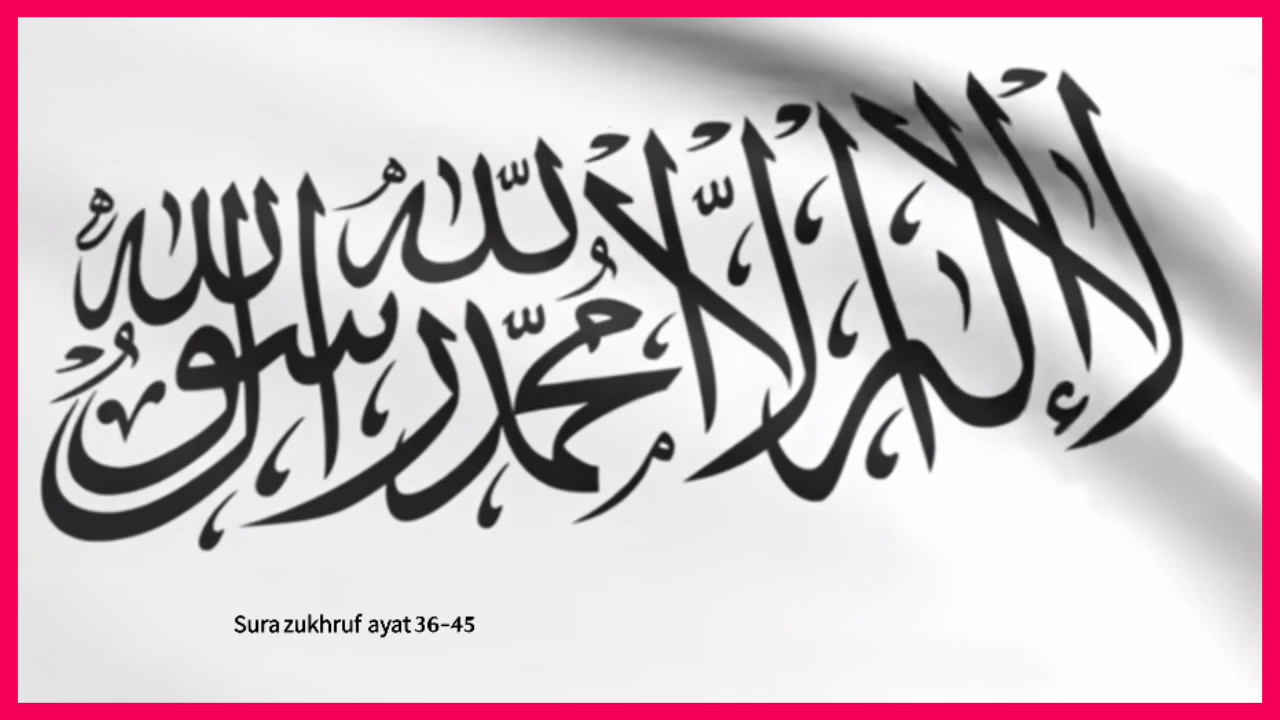 لا إله إلا الله محمد رسول الله
Sura zukhruf ayat 36-45